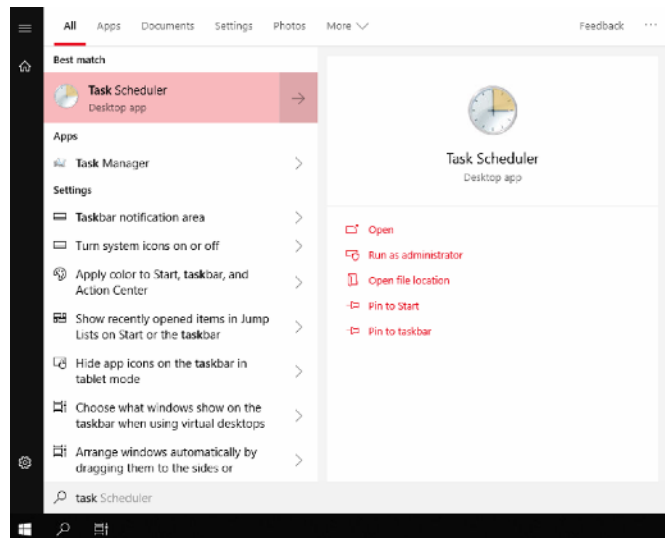 All Apps Documents Settings Photos More Feedback ...
Best match
Task Scheduler
Desktop app
Apps
Task Manager
Settings
Taskbar notification area
Turn system icons on or off
Apply color to Start, taskbar, and
Action Center
Show recently opened items in Jump
Lists on Start or the taskbar
Hide app icons on the taskbar in
tablet mode
Choose what windows show on the
taskbar when using virtual desktops
Arrange windows automatically by
dragging them to the sides or
task Scheduler
Task Scheduler
Desktop app
Open
Run as administrator
Open file location
Pin to Start
Pin to taskbar